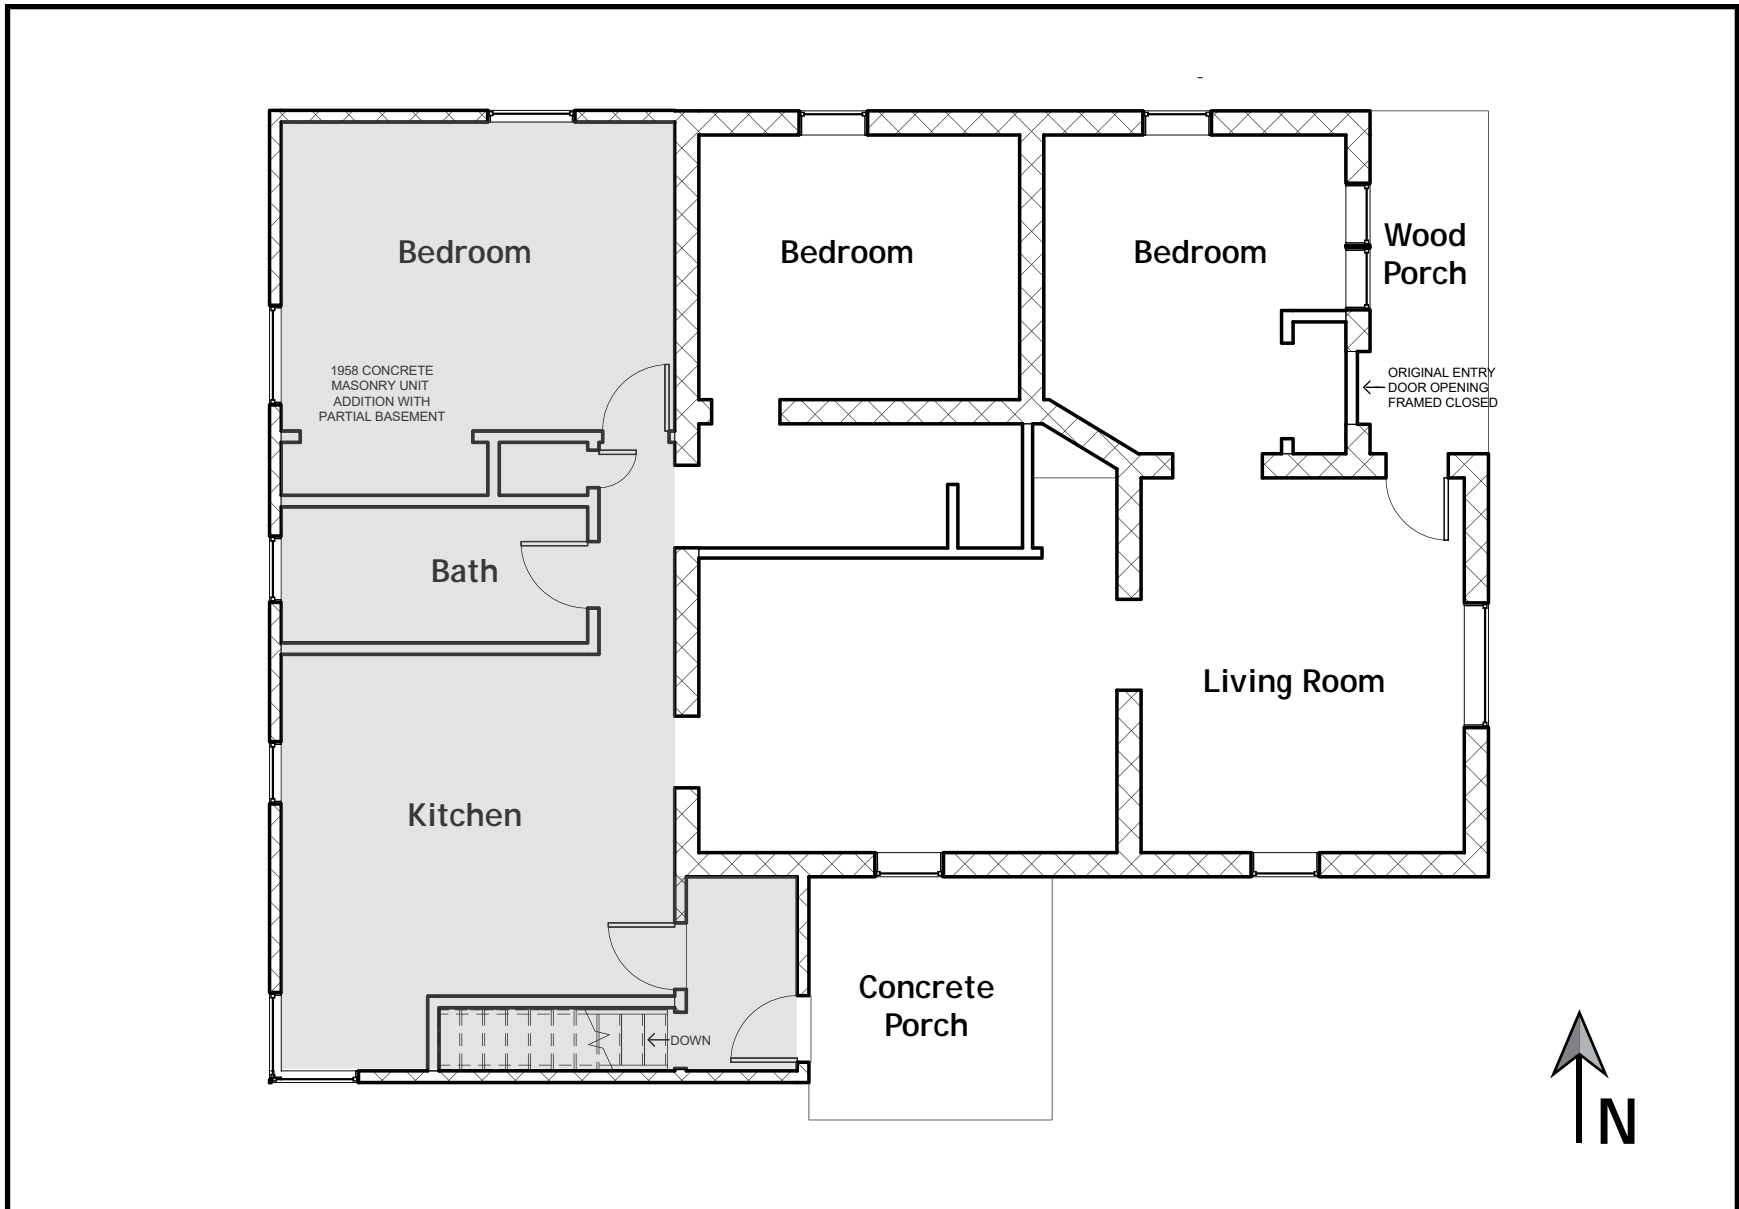 Bedroom
Bedroom
Bedroom
Wood
Porch
1958 CONCRETE
MASONRY UNIT
ADDITION WITH
PARTIAL BASEMENT
ORIGINAL ENTRY
DOOR OPENING
FRAMED CLOSED
Bath
Living Room
Kitchen
Concrete
Porch
DOWN
N